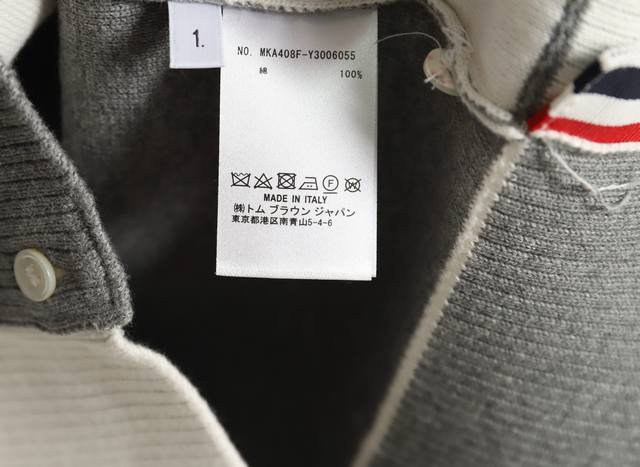 1.
NO. MKA408F-Y3006055
綿 100%
F W
MADE IN ITALY
㈱トム ブラウン ジャパン
東京都港区南青山5-4-6